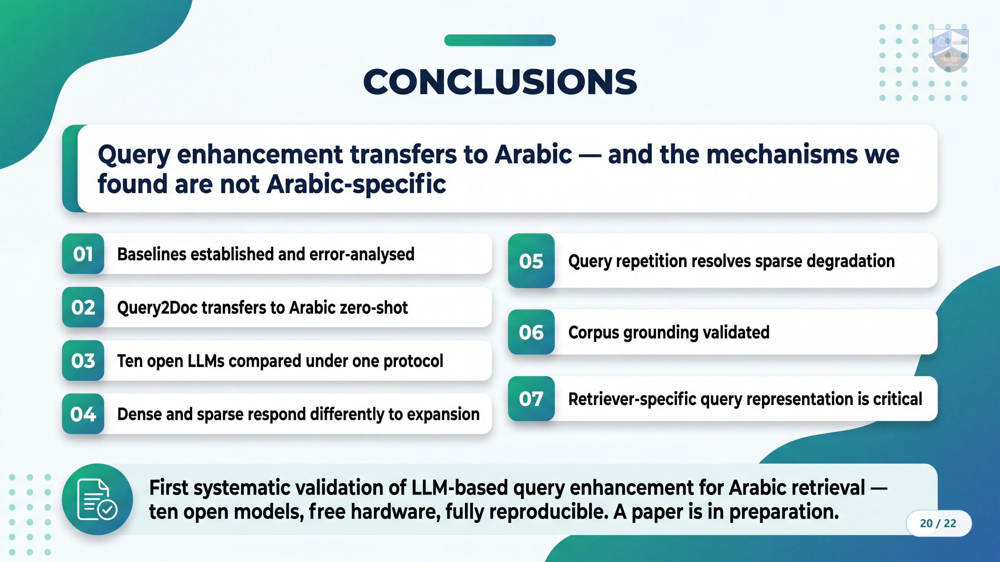 CONCLUSIONS
Query enhancement transfers to Arabic — and the mechanisms we
found are not Arabic-specific
01
Baselines established and error-analysed
02
Query2Doc transfers to Arabic zero-shot
03
Ten open LLMs compared under one protocol
04
Dense and sparse respond differently to expansion
05
Query repetition resolves sparse degradation
06
Corpus grounding validated
07
Retriever-specific query representation is critical
First systematic validation of LLM-based query enhancement for Arabic retrieval —
ten open models, free hardware, fully reproducible. A paper is in preparation.
20 / 22